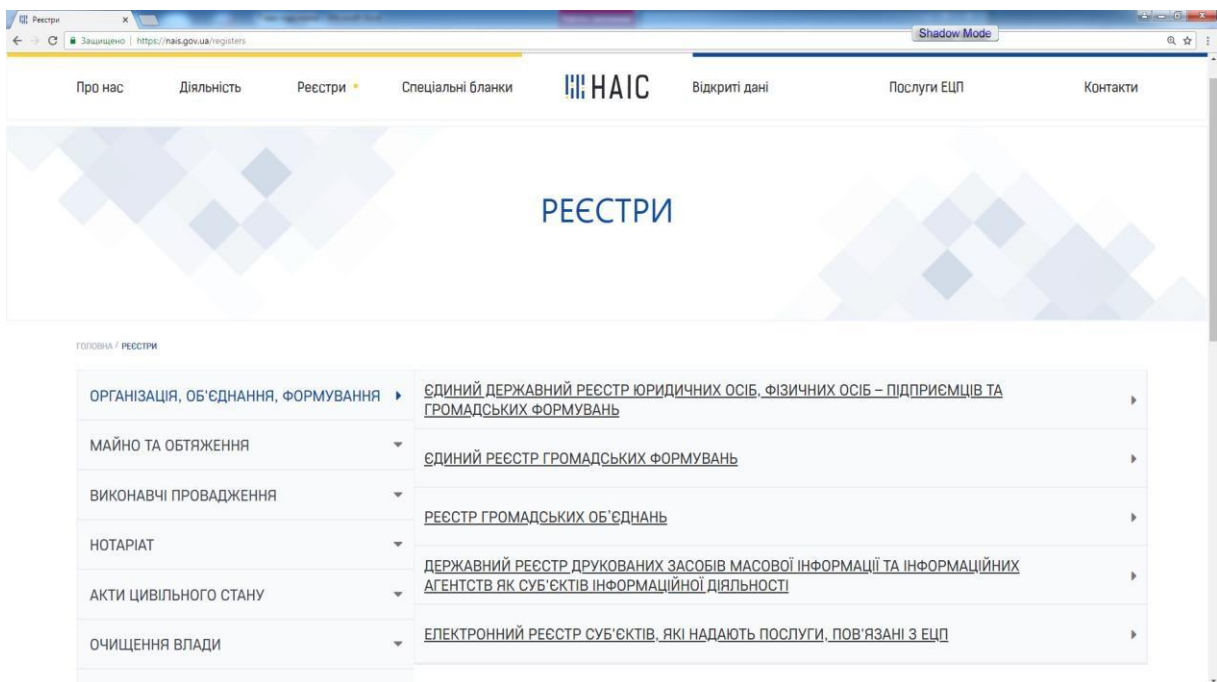 Реєстри
Shadow Mode
Защищено | https://nais.gov.ua/registers
Про нас Діяльність Реєстри Спеціальні бланки НАІС Відкриті дані Послуги ЕЦП Контакти
РЕЄСТРИ
ГОЛОВНА / РЕЄСТРИ
ОРГАНІЗАЦІЯ, ОБ'ЄДНАННЯ, ФОРМУВАННЯ
МАЙНО ТА ОБТЯЖЕННЯ
ВИКОНАВЧІ ПРОВАДЖЕННЯ
НОТАРІАТ
АКТИ ЦИВІЛЬНОГО СТАНУ
ОЧИЩЕННЯ ВЛАДИ
ЄДИНИЙ ДЕРЖАВНИЙ РЕЄСТР ЮРИДИЧНИХ ОСІБ, ФІЗИЧНИХ ОСІБ – ПІДПРИЄМЦІВ ТА
ГРОМАДСЬКИХ ФОРМУВАНЬ
ЄДИНИЙ РЕЄСТР ГРОМАДСЬКИХ ФОРМУВАНЬ
РЕЄСТР ГРОМАДСЬКИХ ОБ'ЄДНАНЬ
ДЕРЖАВНИЙ РЕЄСТР ДРУКОВАНИХ ЗАСОБІВ МАСОВОЇ ІНФОРМАЦІЇ ТА ІНФОРМАЦІЙНИХ
АГЕНТСТВ ЯК СУБ'ЄКТІВ ІНФОРМАЦІЙНОЇ ДІЯЛЬНОСТІ
ЕЛЕКТРОННИЙ РЕЄСТР СУБ'ЄКТІВ, ЯКІ НАДАЮТЬ ПОСЛУГИ, ПОВ'ЯЗАНІ З ЕЦП